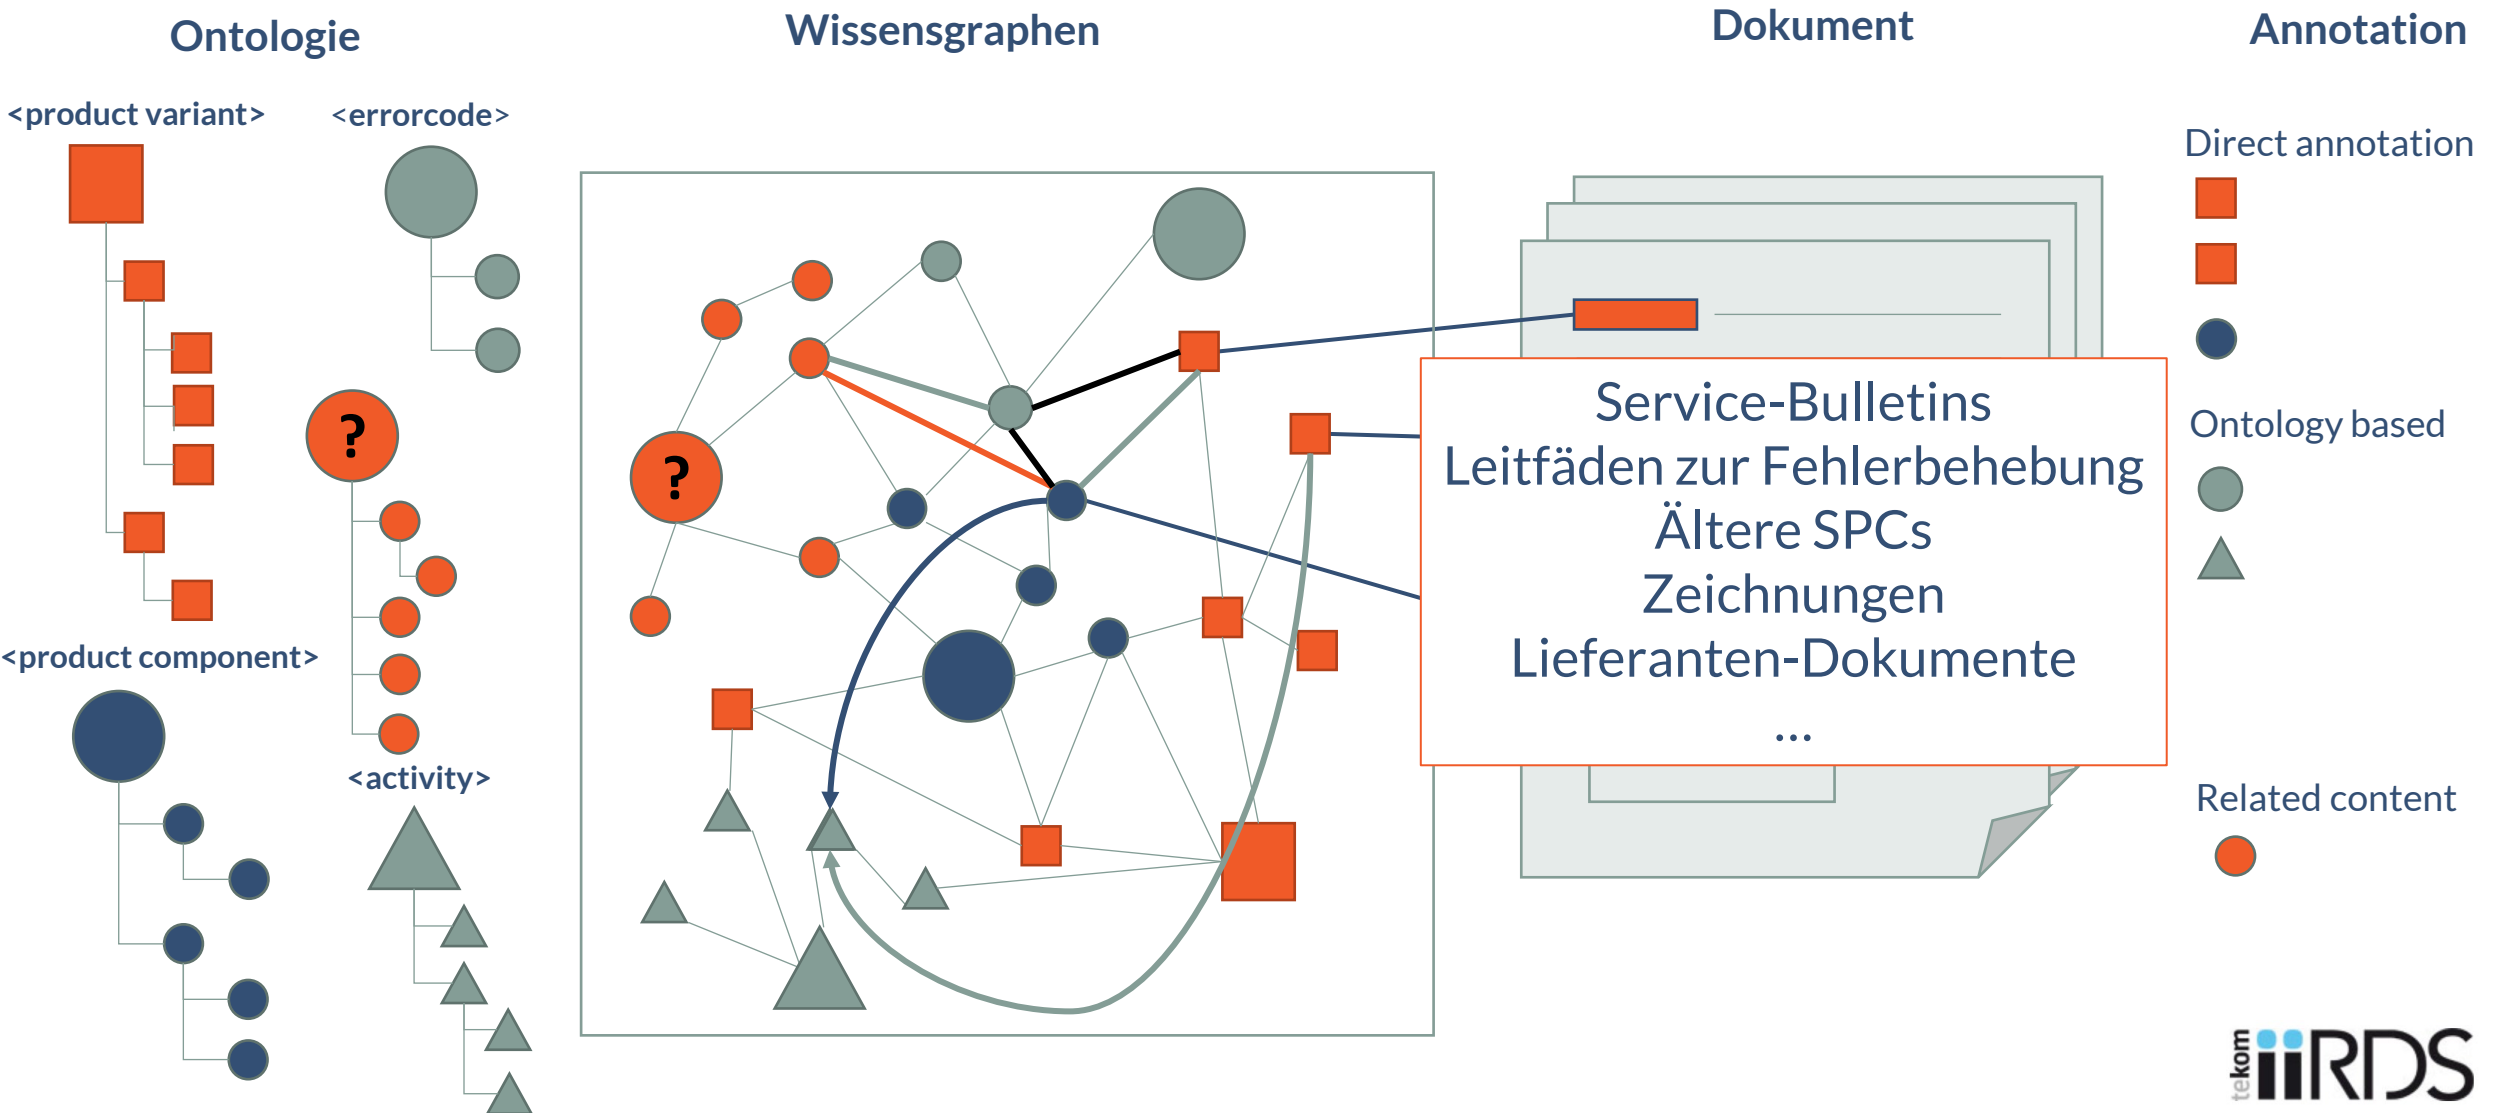 Ontologie
Wissensgraphen
Dokument
Annotation
<product variant>
<errorcode>
?
<product component>
<activity>
?
Service-Bulletins
Leitfäden zur Fehlerbehebung
Ältere SPCs
Zeichnungen
Lieferanten-Dokumente
...
Direct annotation
Ontology based
Related content
tekom
iiRDS